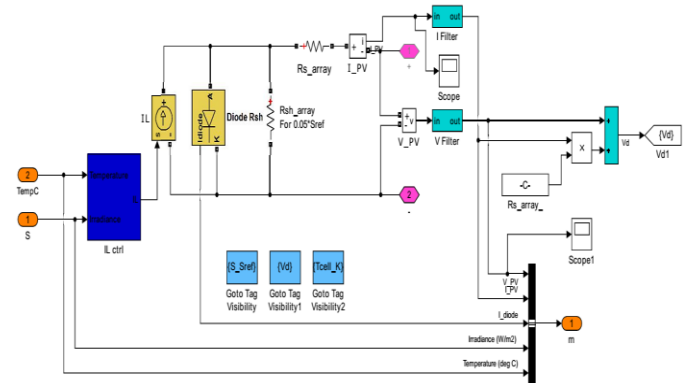 in out
I Filter
i
+
-
I_PV
I_PV
+
Scope
Rs_array
IL
+
s
-
Idiode
A
K
Diode Rsh
+
Rsh_array
For 0.05*Sref
+
-
v
V_PV
in out
V Filter
x
+
+
Vd
{Vd}
Vd1
-C-
Rs_array_
2
TempC
Temperature
1
S
Irradiance
IL ctrl
2
-
Scope1
{S_Sref}
Goto Tag
Visibility
{Vd}
Goto Tag
Visibility1
{Tcell_K}
Goto Tag
Visibility2
V_PV
I_PV
I_diode
Irradiance (W/m2)
Temperature (deg C)
1
m